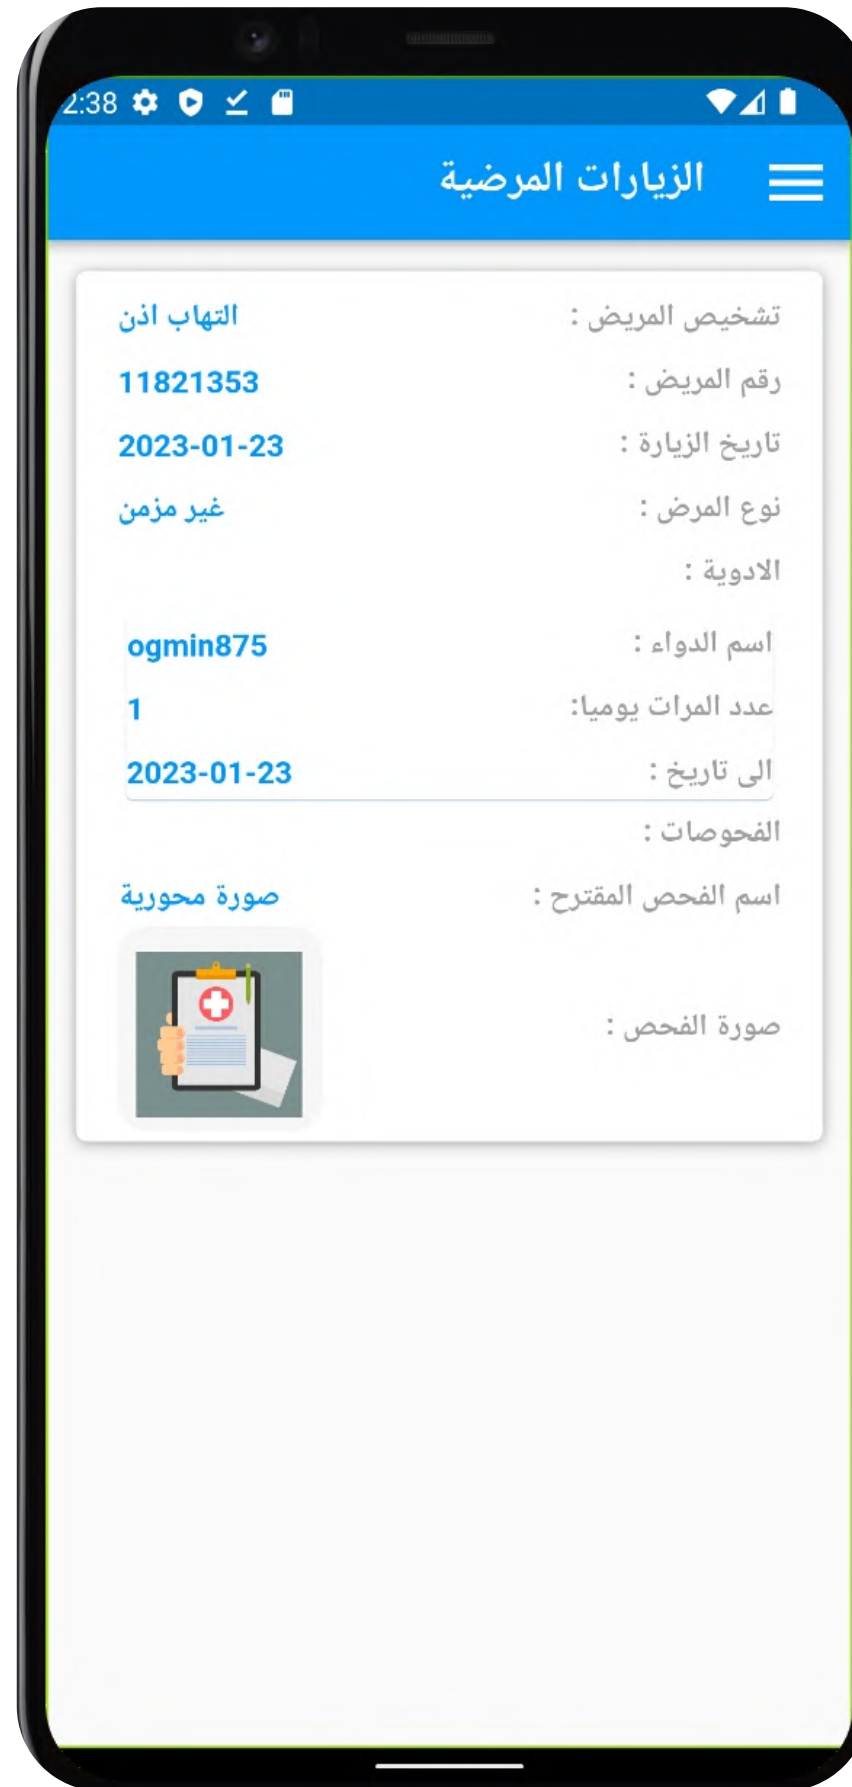 2:38
الزيارات المرضية
تشخيص المريض : التهاب اذن
رقم المريض : 11821353
تاريخ الزيارة : 2023-01-23
نوع المرض : غير مزمن
الادوية :
اسم الدواء : ogmin875
عدد المرات يوميا: 1
الى تاريخ : 2023-01-23
الفحوصات :
اسم الفحص المقترح : صورة محورية
صورة الفحص :